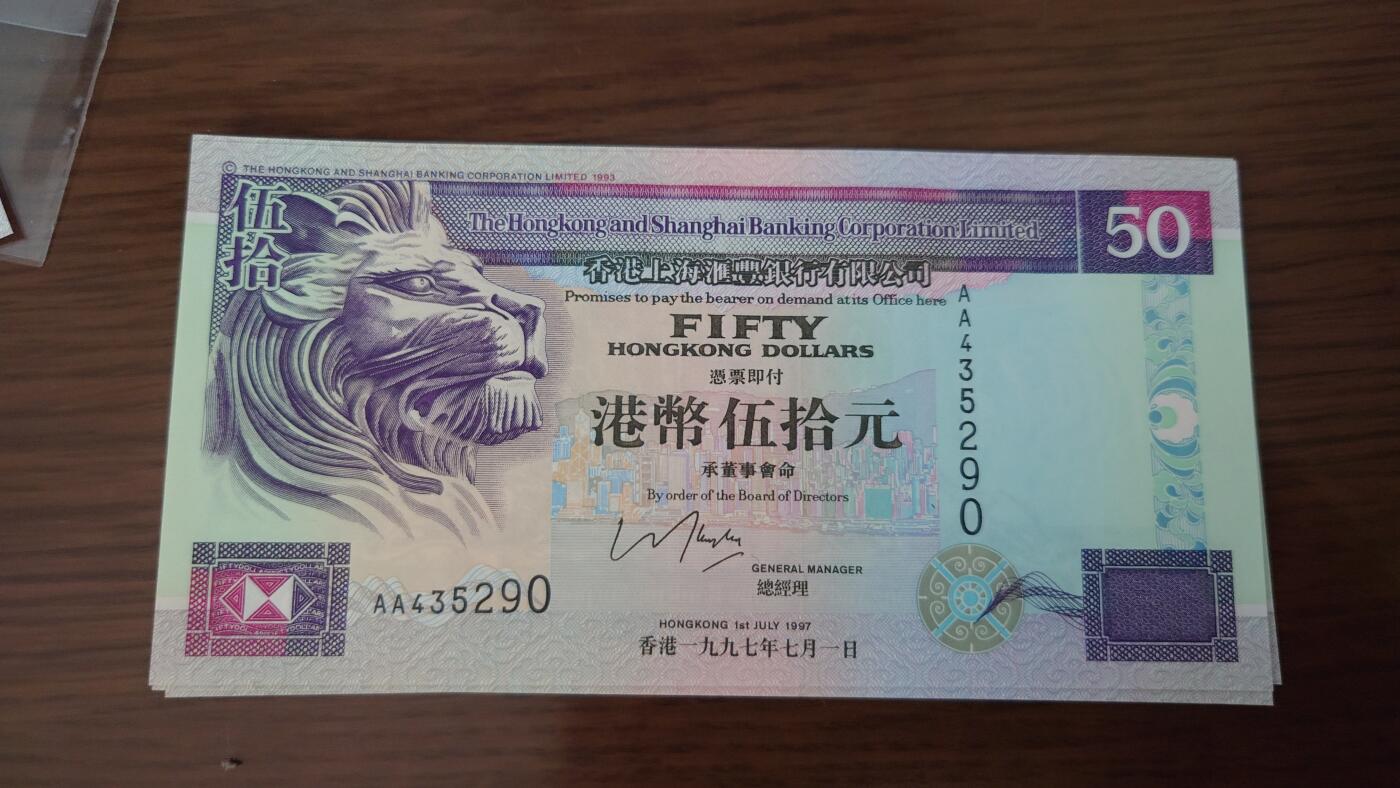 © THE HONGKONG AND SHANGHAI BANKING CORPORATION LIMITED 1993
伍拾
The Hongkong and Shanghai Banking Corporation Limited
50
香港上海滙豐銀行有限公司
Promises to pay the bearer on demand at its Office here
AA435290
FIFTY
HONGKONG DOLLARS
憑票即付
港幣伍拾元
承董事會命
By order of the Board of Directors
GENERAL MANAGER
總經理
AA435290
HONGKONG 1st JULY 1997
香港一九九七年七月一日